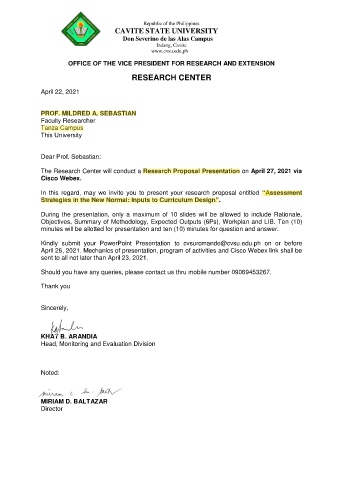 Republic of the Philippines
CAVITE STATE UNIVERSITY
Don Severino de las Alas Campus
Indang, Cavite
www.cvsu.edu.ph
OFFICE OF THE VICE PRESIDENT FOR RESEARCH AND EXTENSION
RESEARCH CENTER
April 22, 2021
PROF. MILDRED A. SEBASTIAN
Faculty Researcher
Tanza Campus
This University
Dear Prof. Sebastian:
The Research Center will conduct a Research Proposal Presentation on April 27, 2021 via
Cisco Webex.
In this regard, may we invite you to present your research proposal entitled "Assessment
Strategies in the New Normal: Inputs to Curriculum Design".
During the presentation, only a maximum of 10 slides will be allowed to include Rationale,
Objectives, Summary of Methodology, Expected Outputs (6Ps), Workplan and LIB. Ten (10)
minutes will be allotted for presentation and ten (10) minutes for question and answer.
Kindly submit your PowerPoint Presentation to cvsuromande@cvsu.edu.ph on or before
April 26, 2021. Mechanics of presentation, program of activities and Cisco Webex link shall be
sent to all not later than April 23, 2021.
Should you have any queries, please contact us thru mobile number 09069453267.
Thank you
Sincerely,
KHAY B. ARANDIA
Head, Monitoring and Evaluation Division
Noted:
MIRIAM D. BALTAZAR
Director